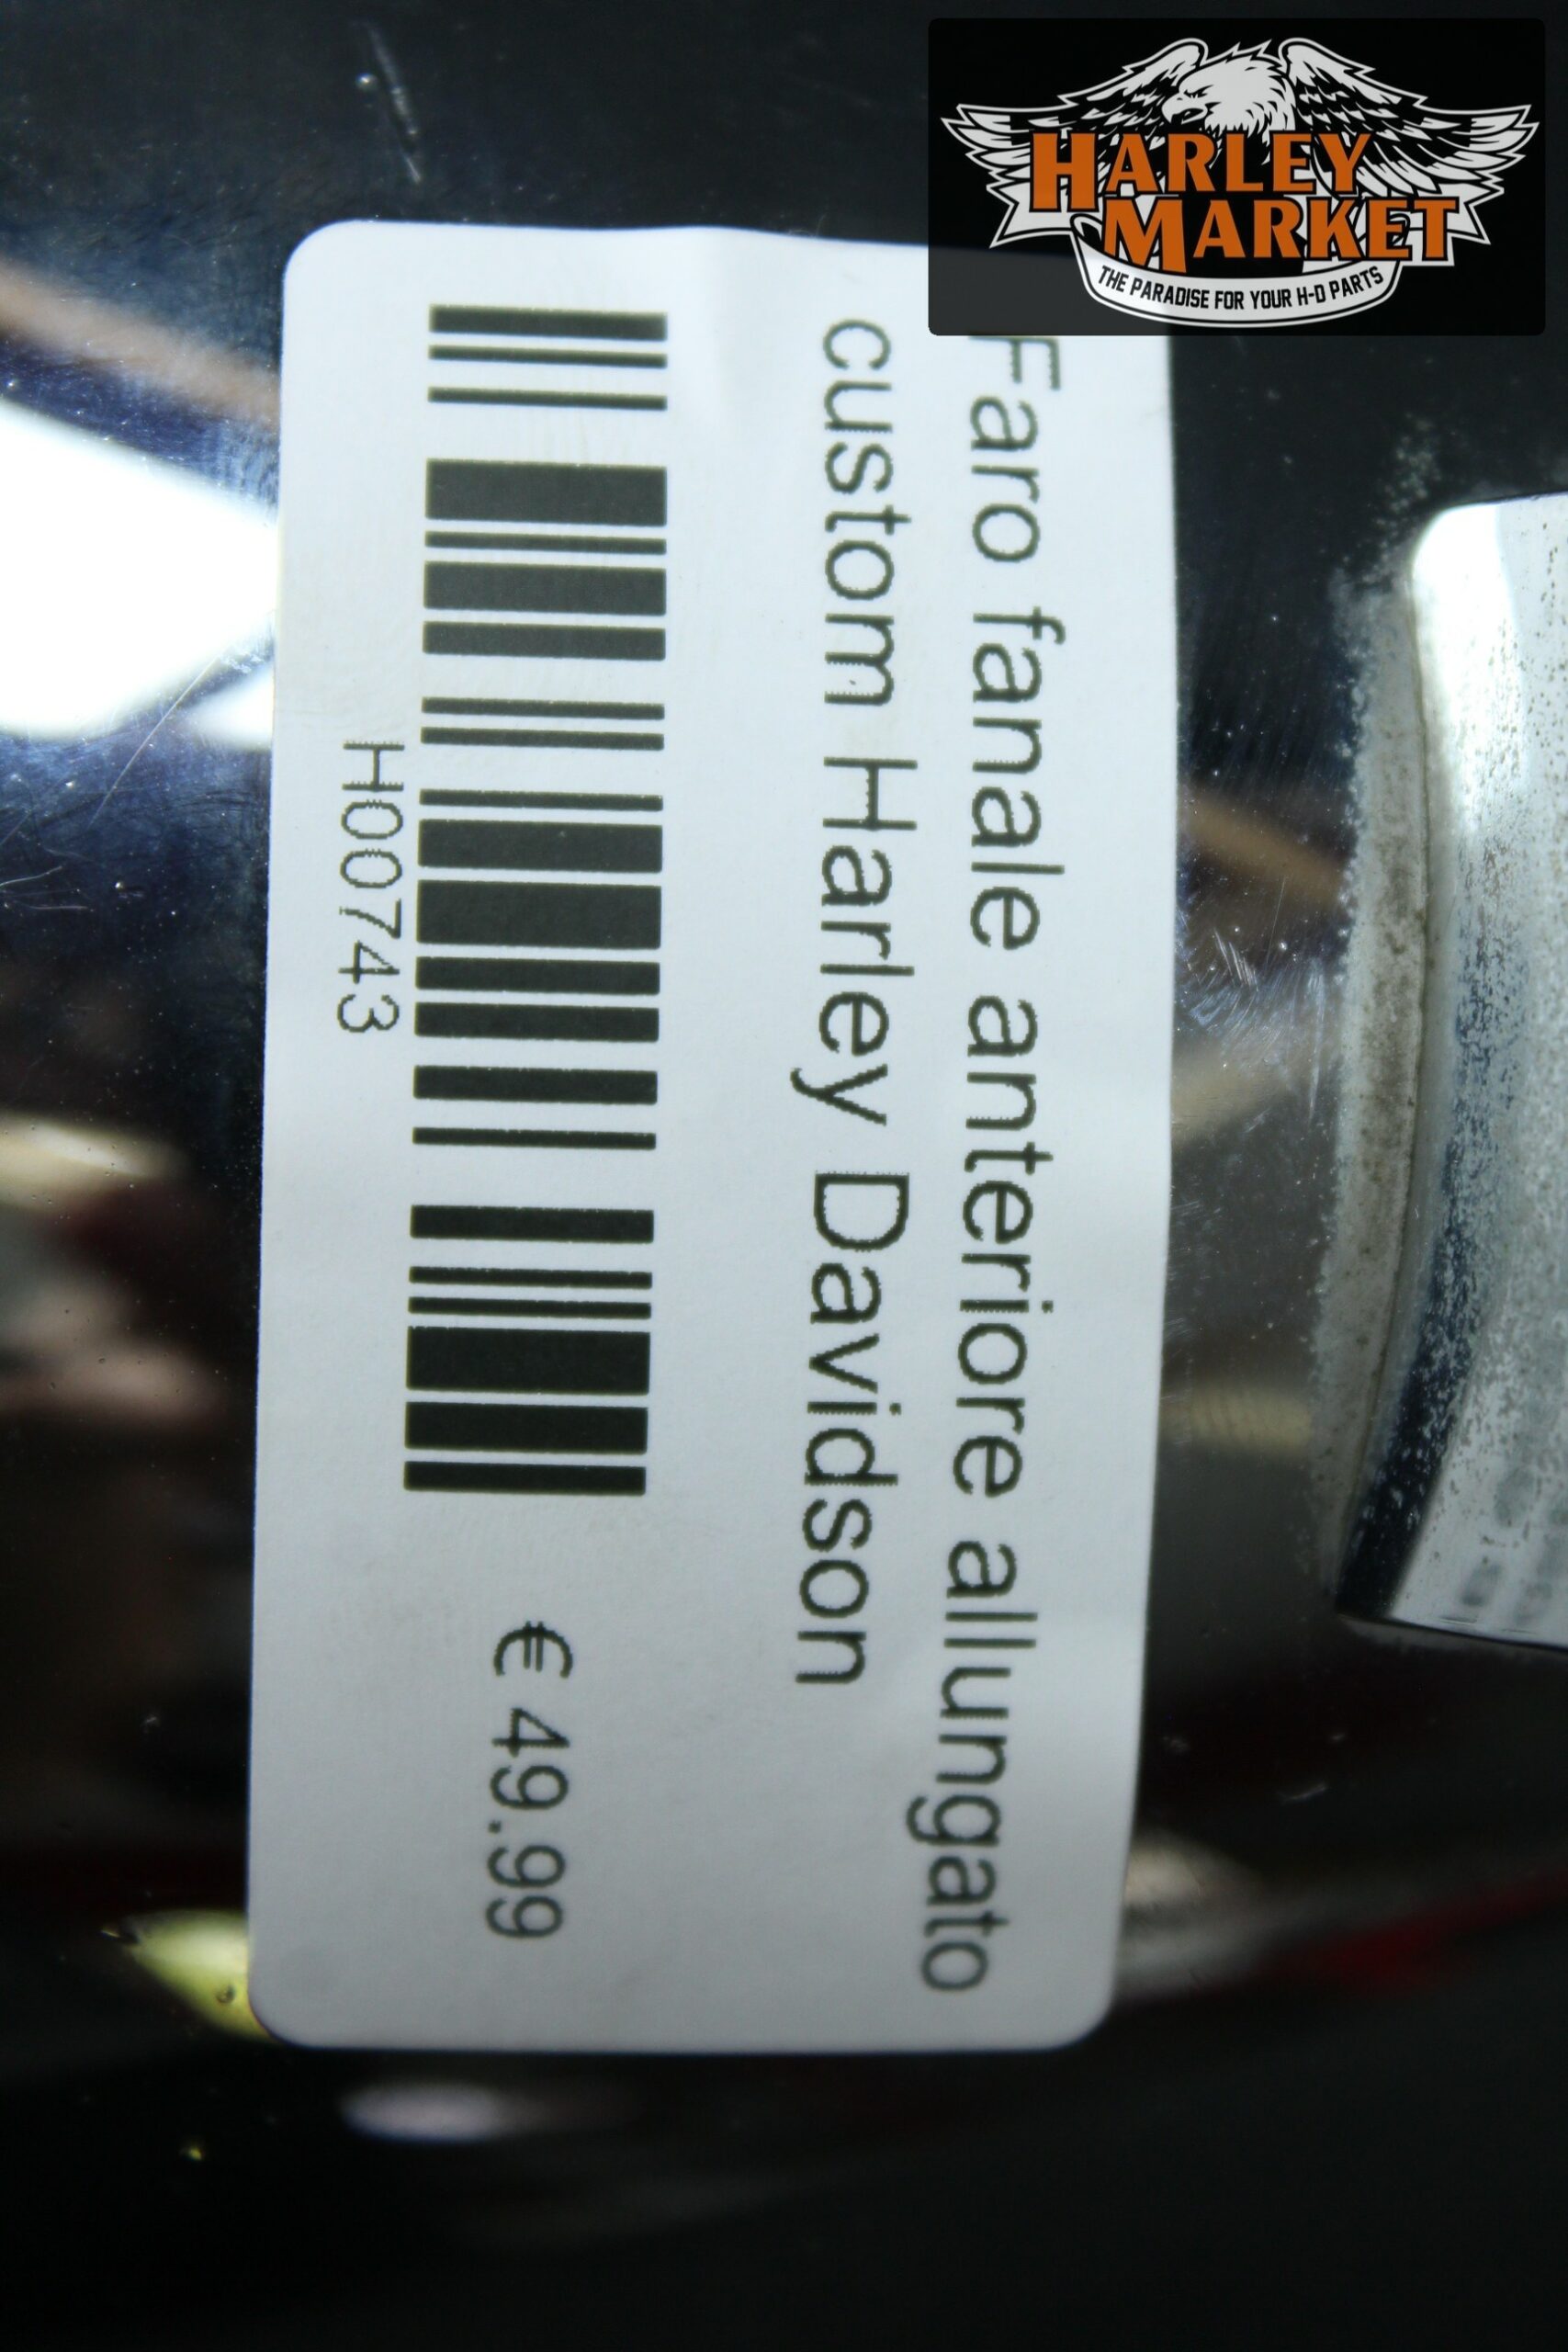 HARLEY
MARKET
THE PARADISE FOR YOUR H-D PARTS
Faro fanale anteriore allungato
custom Harley Davidson
H00743
€ 49.99